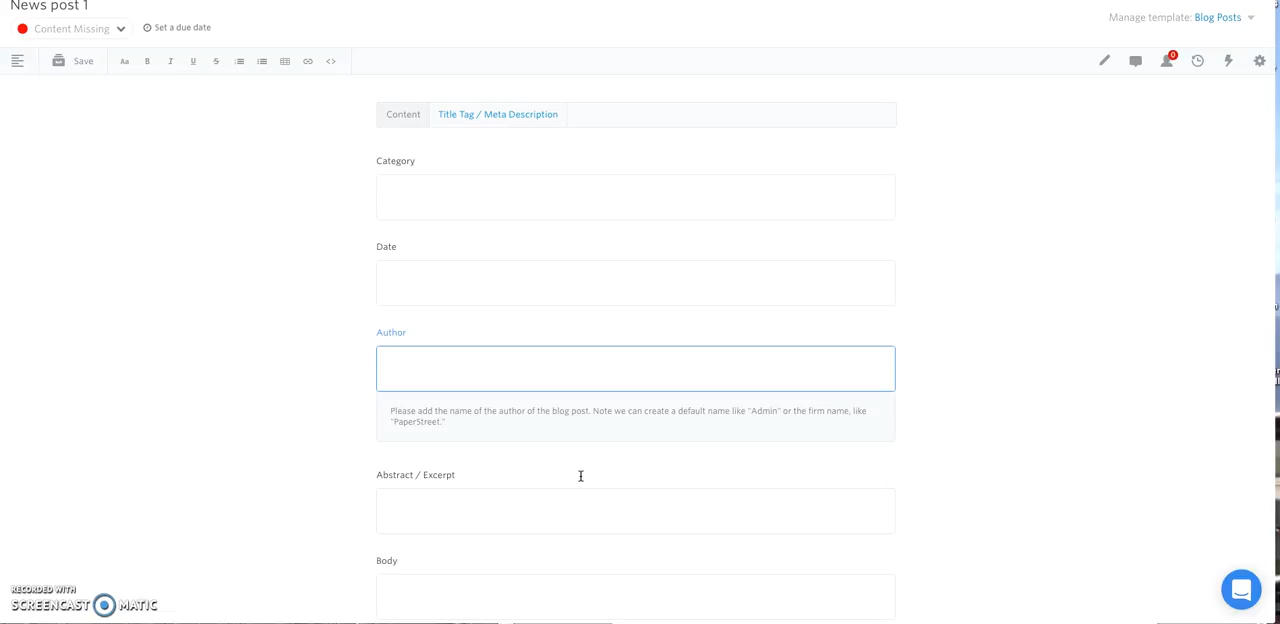 News post 1
Content Missing
Set a due date
Manage template: Blog Posts
Save
Aa B I U S <>
0
Content
Title Tag / Meta Description
Category
Date
Author
Please add the name of the author of the blog post. Note we can create a default name like "Admin" or the firm name, like
"PaperStreet."
Abstract / Excerpt
Body
RECORDED WITH
SCREENCAST MATIC